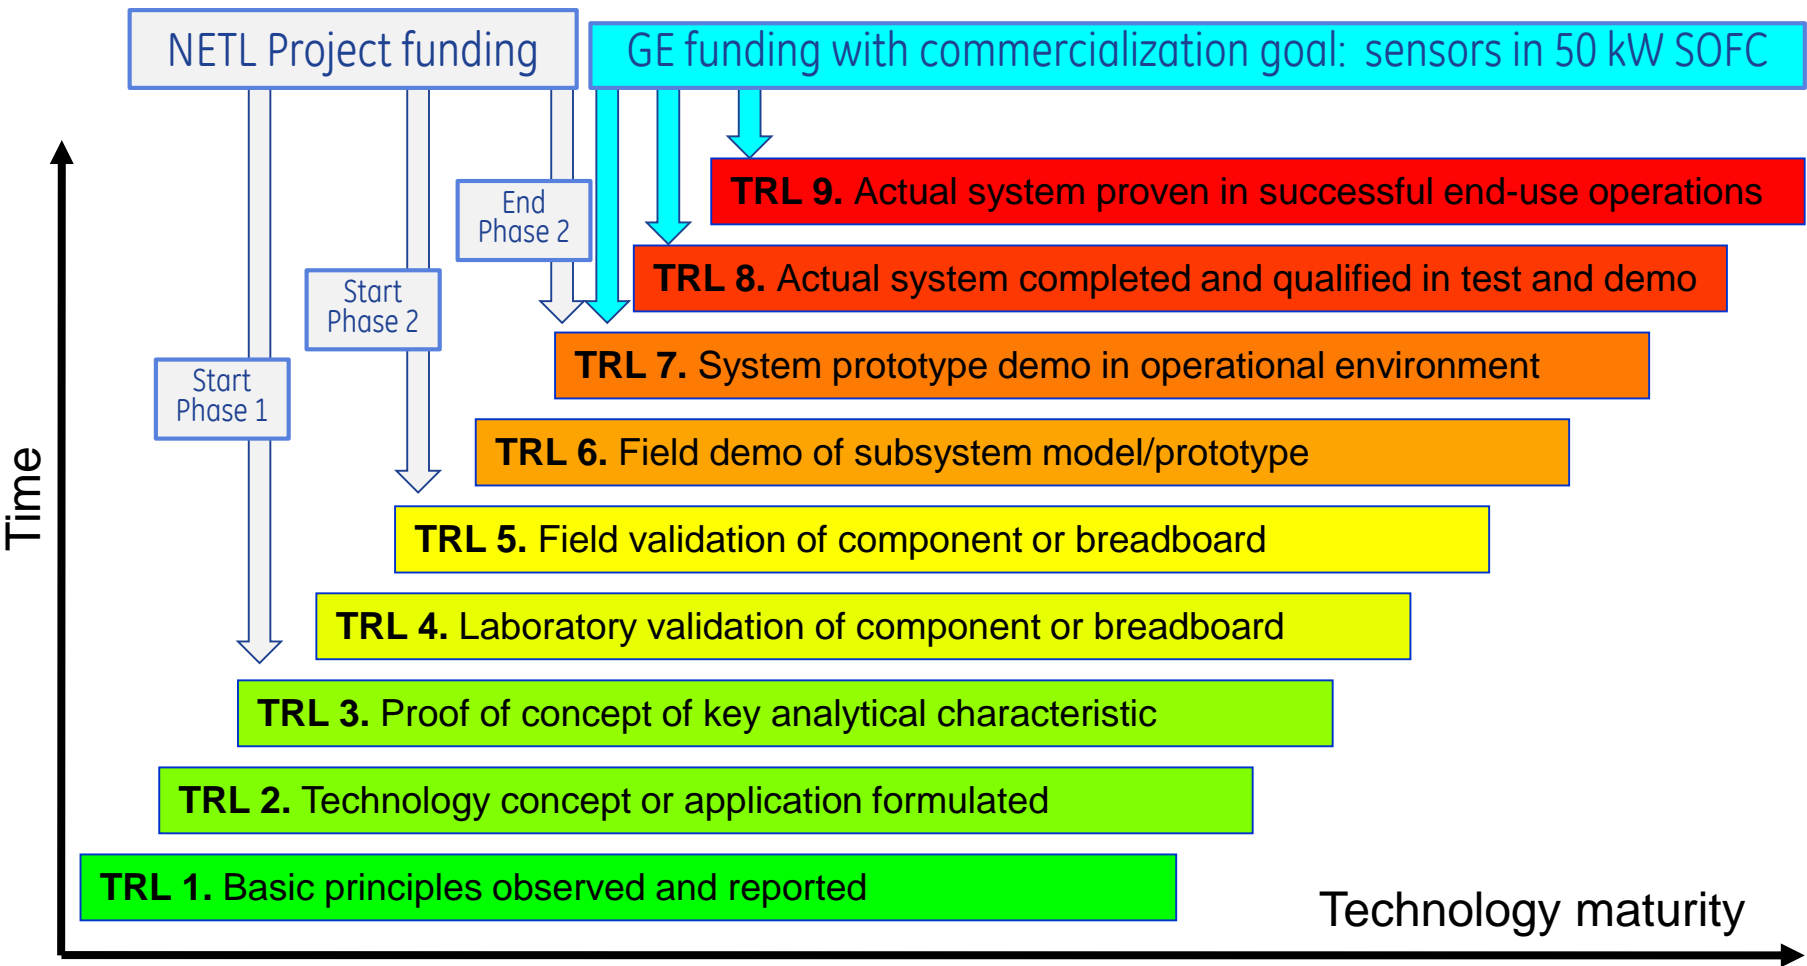 NETL Project funding
GE funding with commercialization goal: sensors in 50 kW SOFC
TRL 9. Actual system proven in successful end-use operations
End
Phase 2
TRL 8. Actual system completed and qualified in test and demo
Start
Phase 2
TRL 7. System prototype demo in operational environment
Start
Phase 1
TRL 6. Field demo of subsystem model/prototype
Time
TRL 5. Field validation of component or breadboard
TRL 4. Laboratory validation of component or breadboard
TRL 3. Proof of concept of key analytical characteristic
TRL 2. Technology concept or application formulated
TRL 1. Basic principles observed and reported
Technology maturity